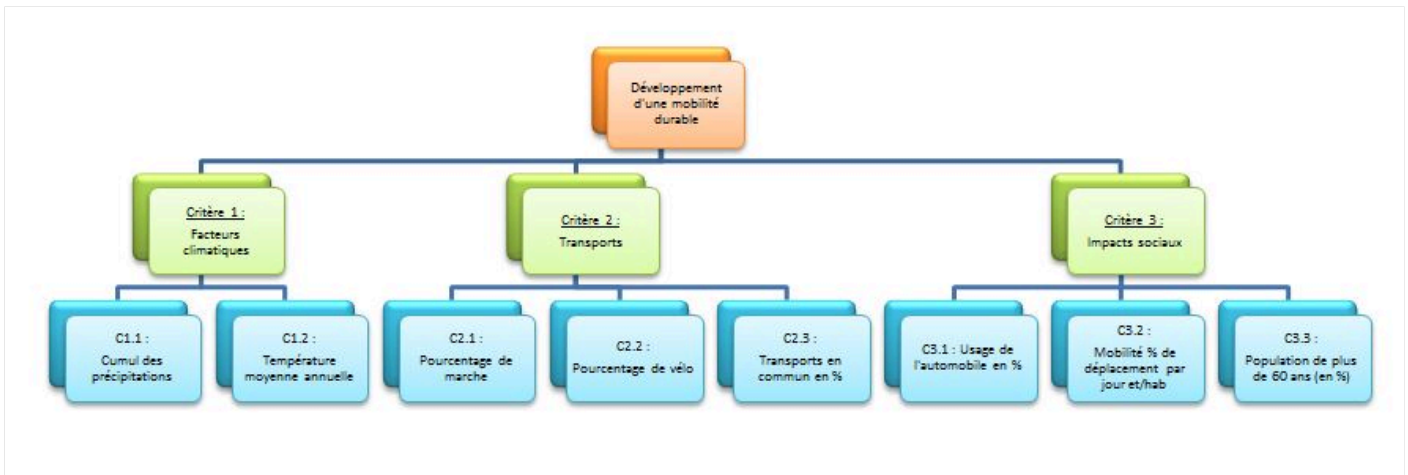 Développement
d'une mobilité
durable
Critère 1 :
Facteurs
climatiques
Critère 2 :
Transports
Critère 3 :
Impacts sociaux
C1.1 :
Cumul des
précipitations
C1.2 :
Température
moyenne annuelle
C2.1 :
Pourcentage de
marche
C2.2 :
Pourcentage de vélo
C2.3 :
Transports en
commun en %
C3.1 : Usage de
l'automobile en %
C3.2 :
Mobilité % de
déplacement par
jour et/hab
C3.3 :
Population de plus
de 60 ans (en %)